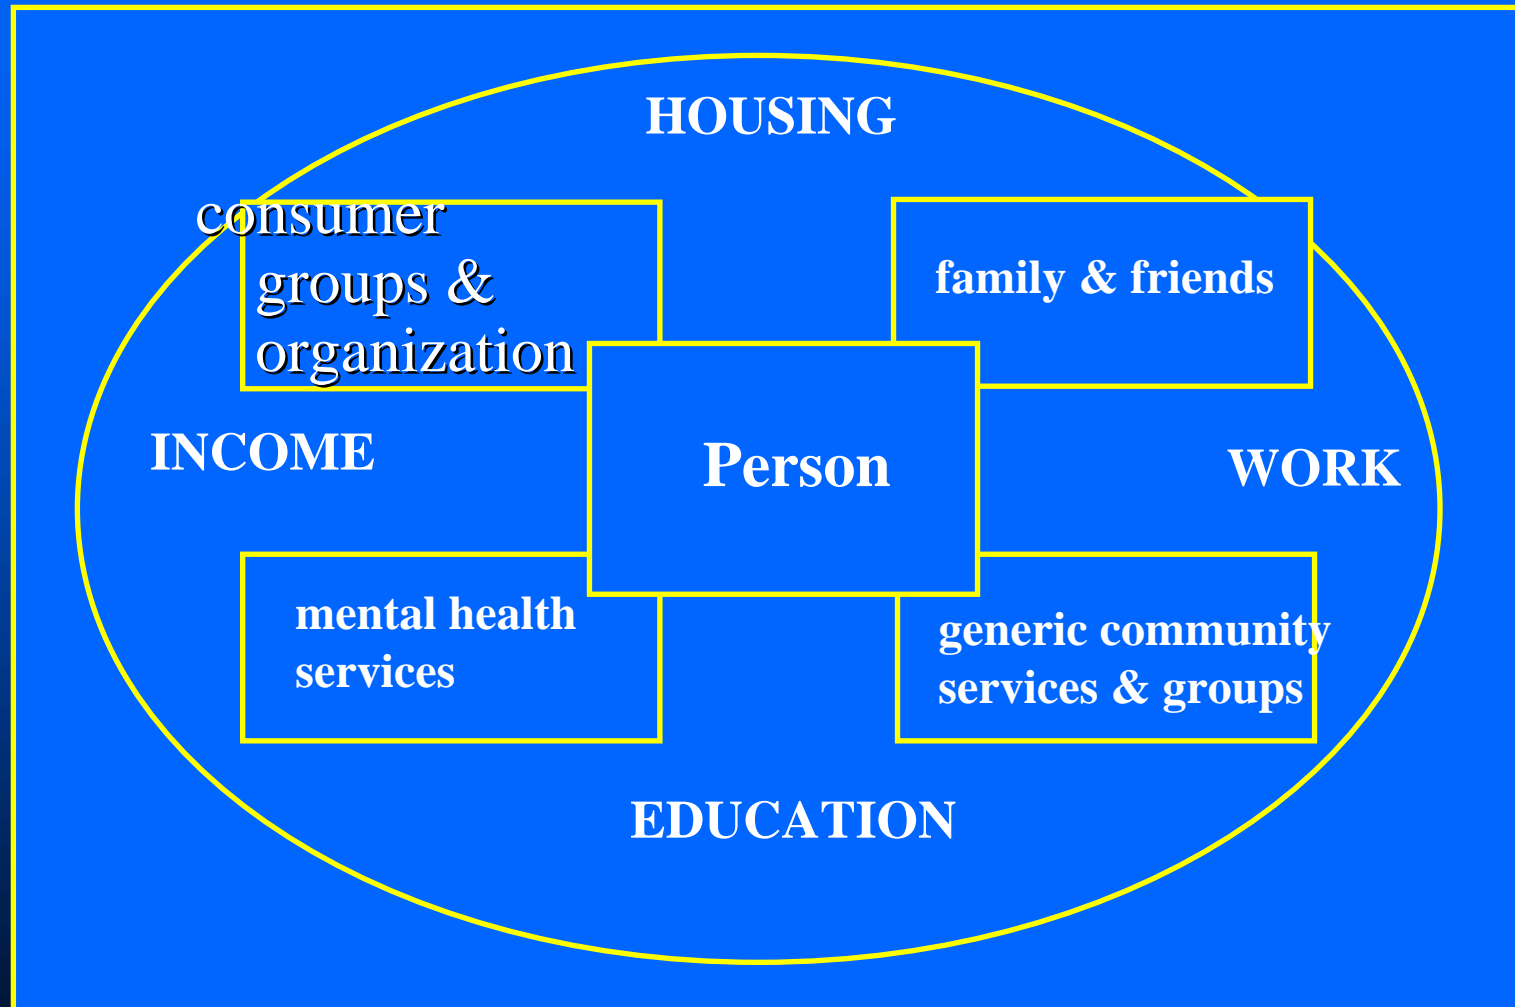 HOUSING
consumer
groups &
organization
family & friends
INCOME
Person
WORK
mental health
services
generic community
services & groups
EDUCATION